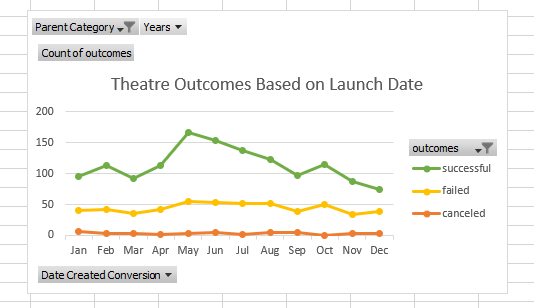 Parent Category Years
Count of outcomes
Theatre Outcomes Based on Launch Date
200
150
100
50
0
Jan Feb Mar Apr May Jun Jul Aug Sep Oct Nov Dec
outcomes
successful
failed
canceled
Date Created Conversion